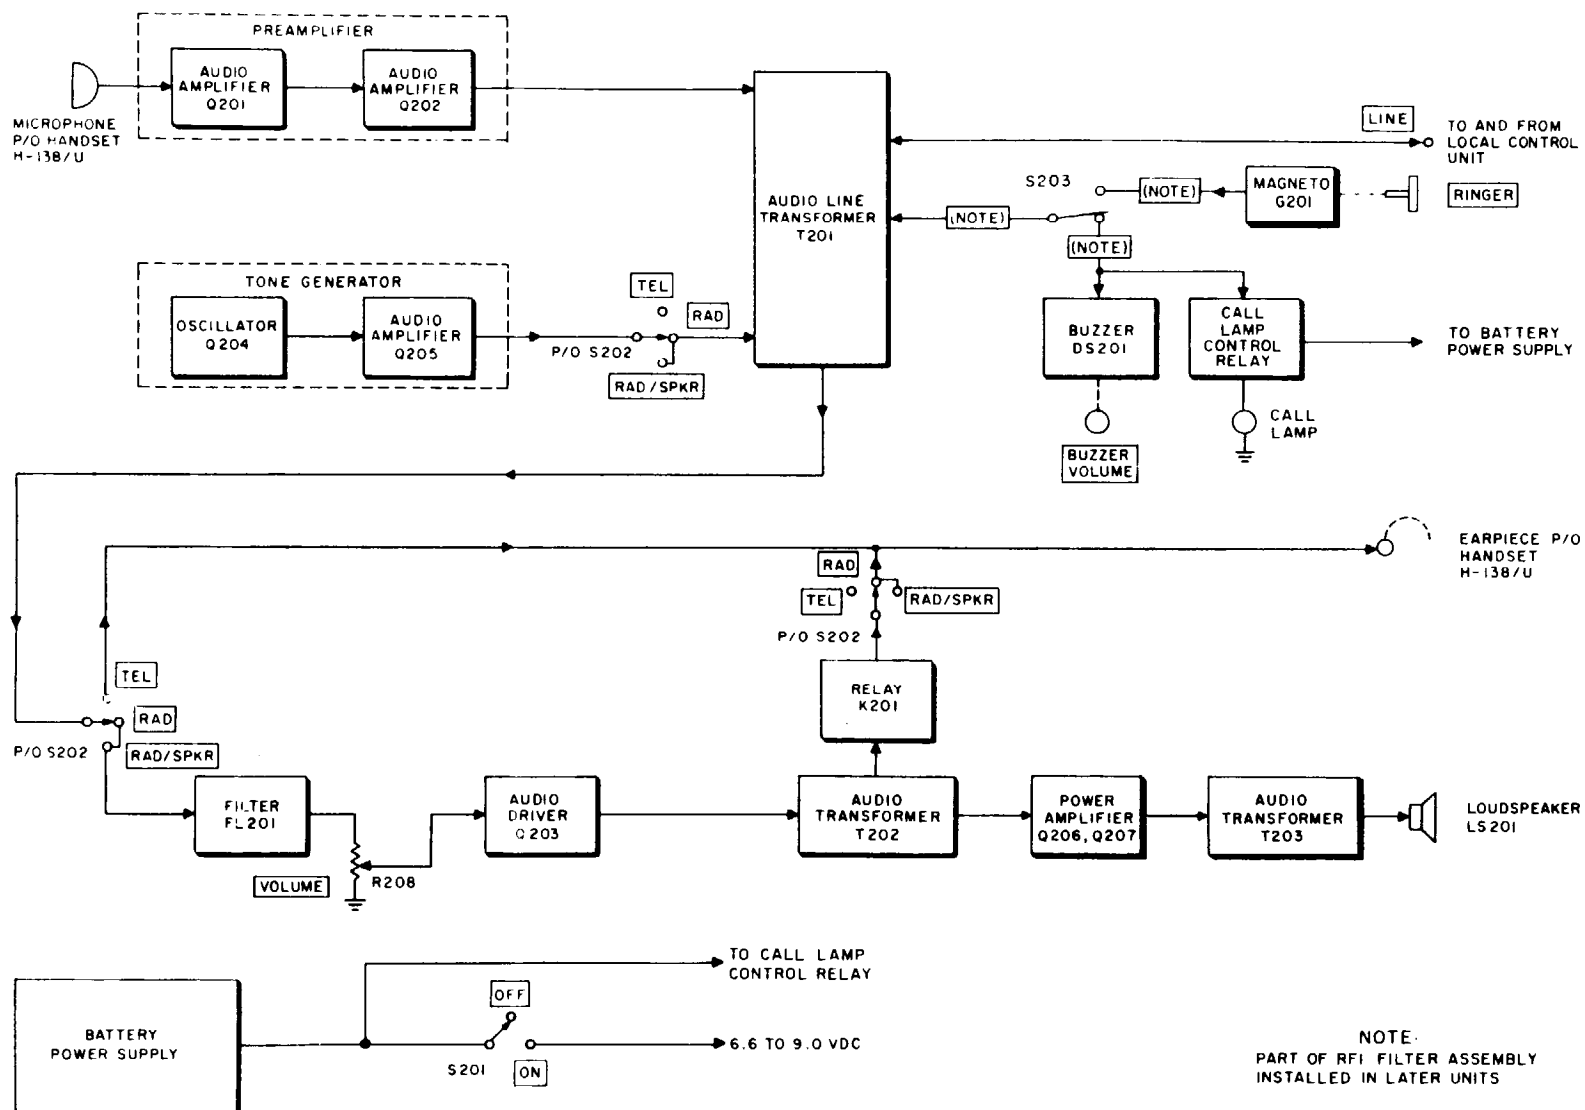 PREAMPLIFIER
AUDIO
AMPLIFIER
Q201
AUDIO
AMPLIFIER
Q202
MICROPHONE
P/O HANDSET
H-138/U
LINE
TO AND FROM
LOCAL CONTROL
UNIT
S203
(NOTE)
MAGNETO
G201
RINGER
AUDIO LINE
TRANSFORMER
T201
(NOTE)
(NOTE)
TONE GENERATOR
OSCILLATOR
Q204
AUDIO
AMPLIFIER
Q205
P/O S202
TEL
RAD
RAD/SPKR
BUZZER
DS201
CALL
LAMP
CONTROL
RELAY
TO BATTERY
POWER SUPPLY
BUZZER
VOLUME
CALL
LAMP
EARPIECE P/O
HANDSET
H-138/U
RAD
TEL
RAD/SPKR
P/O S202
RELAY
K201
TEL
RAD
P/O S202
RAD/SPKR
FILTER
FL201
VOLUME
R208
AUDIO
DRIVER
Q203
AUDIO
TRANSFORMER
T202
POWER
AMPLIFIER
Q206, Q207
AUDIO
TRANSFORMER
T203
LOUDSPEAKER
LS201
BATTERY
POWER SUPPLY
TO CALL LAMP
CONTROL RELAY
OFF
S201
ON
6.6 TO 9.0 VDC
NOTE:
PART OF RFI FILTER ASSEMBLY
INSTALLED IN LATER UNITS